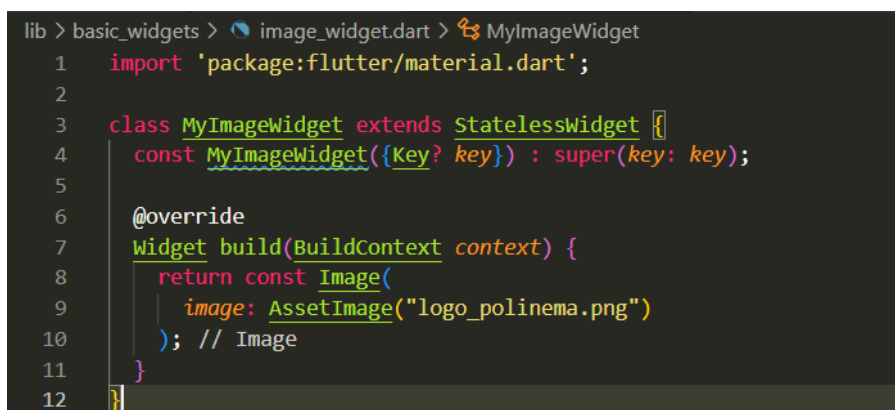 lib > basic_widgets > image_widget.dart > MyImageWidget
1 import 'package:flutter/material.dart';
2
3 class MyImageWidget extends StatelessWidget {
4 const MyImageWidget({Key? key}) : super(key: key);
5
6 @override
7 Widget build(BuildContext context) {
8 return const Image(
9 image: AssetImage("logo_polinema.png")
10 ); // Image
11 }
12 }